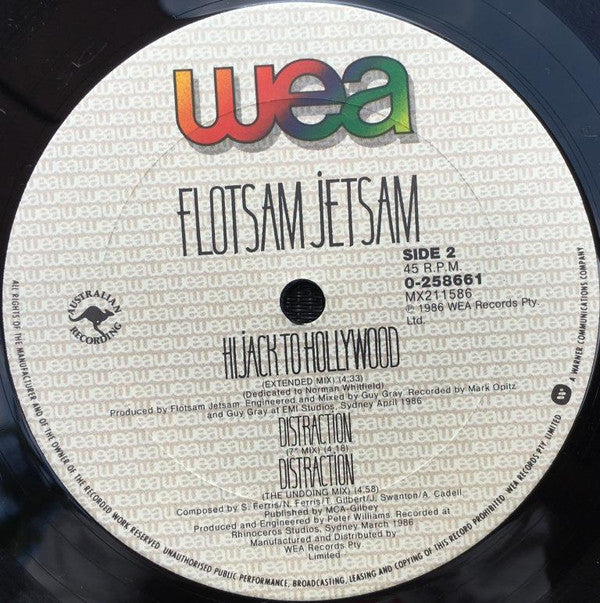 wea
FLOTSAM JETSAM
SIDE 2
45 R.P.M.
0-258661
MX211586
℗ 1986 WEA Records Pty.
Ltd.
AUSTRALIAN
RECORDING
HIJACK TO HOLLYWOOD
(EXTENDED MIX) (4:33)
(Dedicated to Norman Whitfield)
Produced by Flotsam Jetsam. Engineered and Mixed by Guy Gray. Recorded by Mark Opitz
and Guy Gray at EMI Studios, Sydney April 1986
DISTRACTION
(7" MIX) (4.18)
DISTRACTION
(THE UNDOING MIX) (4.58)
Composed by S. Ferris/N. Ferris/T. Gilbert/J. Swanton/A. Cadell.
Published by MCA-Gilbey
Produced and Engineered by Peter Williams. Recorded at
Rhinoceros Studios, Sydney March 1986
Manufactured and Distributed by
WEA Records Pty.
Limited
ALL RIGHTS OF THE MANUFACTURER AND OF THE OWNER OF THE RECORDED WORK RESERVED. UNAUTHORISED PUBLIC PERFORMANCE, BROADCASTING, LEASING AND COPYING OF THIS RECORD PROHIBITED. WEA RECORDS PTY. LIMITED
A WARNER COMMUNICATIONS COMPANY